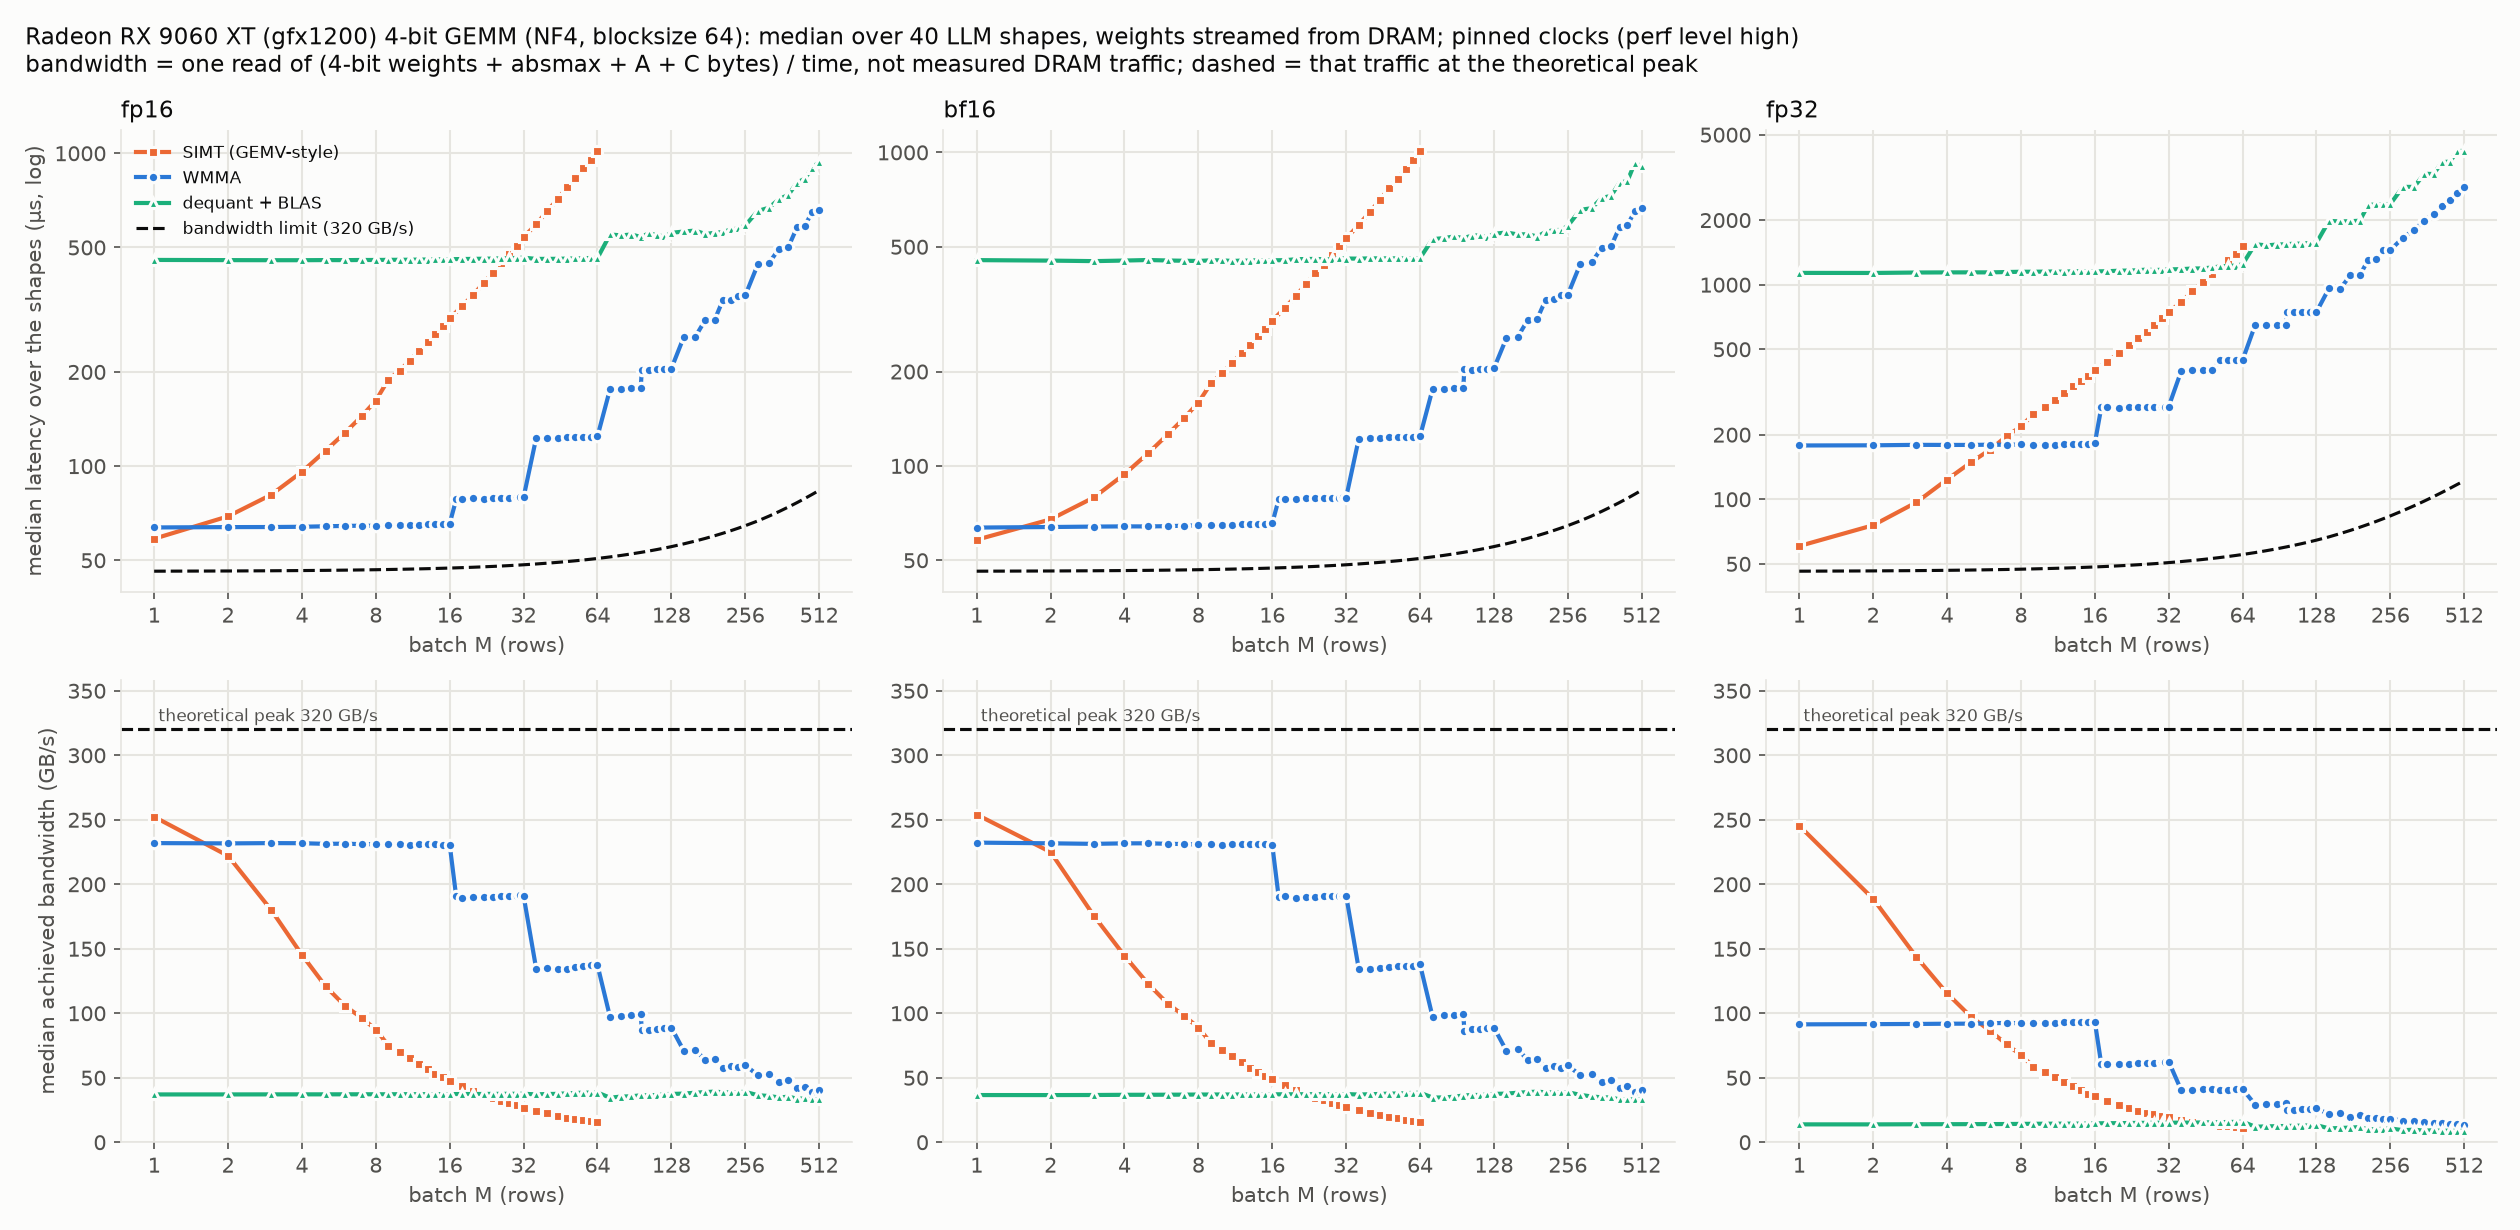 Radeon RX 9060 XT (gfx1200) 4-bit GEMM (NF4, blocksize 64): median over 40 LLM shapes, weights streamed from DRAM; pinned clocks (perf level high)
bandwidth = one read of (4-bit weights + absmax + A + C bytes) / time, not measured DRAM traffic; dashed = that traffic at the theoretical peak
fp16
median latency over the shapes (µs, log)
1000
500
200
100
50
SIMT (GEMV-style)
WMMA
dequant + BLAS
bandwidth limit (320 GB/s)
1 2 4 8 16 32 64 128 256 512
batch M (rows)
bf16
1000
500
200
100
50
1 2 4 8 16 32 64 128 256 512
batch M (rows)
fp32
5000
2000
1000
500
200
100
50
1 2 4 8 16 32 64 128 256 512
batch M (rows)
median achieved bandwidth (GB/s)
350
300
250
200
150
100
50
0
theoretical peak 320 GB/s
1 2 4 8 16 32 64 128 256 512
batch M (rows)
350
300
250
200
150
100
50
0
theoretical peak 320 GB/s
1 2 4 8 16 32 64 128 256 512
batch M (rows)
350
300
250
200
150
100
50
0
theoretical peak 320 GB/s
1 2 4 8 16 32 64 128 256 512
batch M (rows)